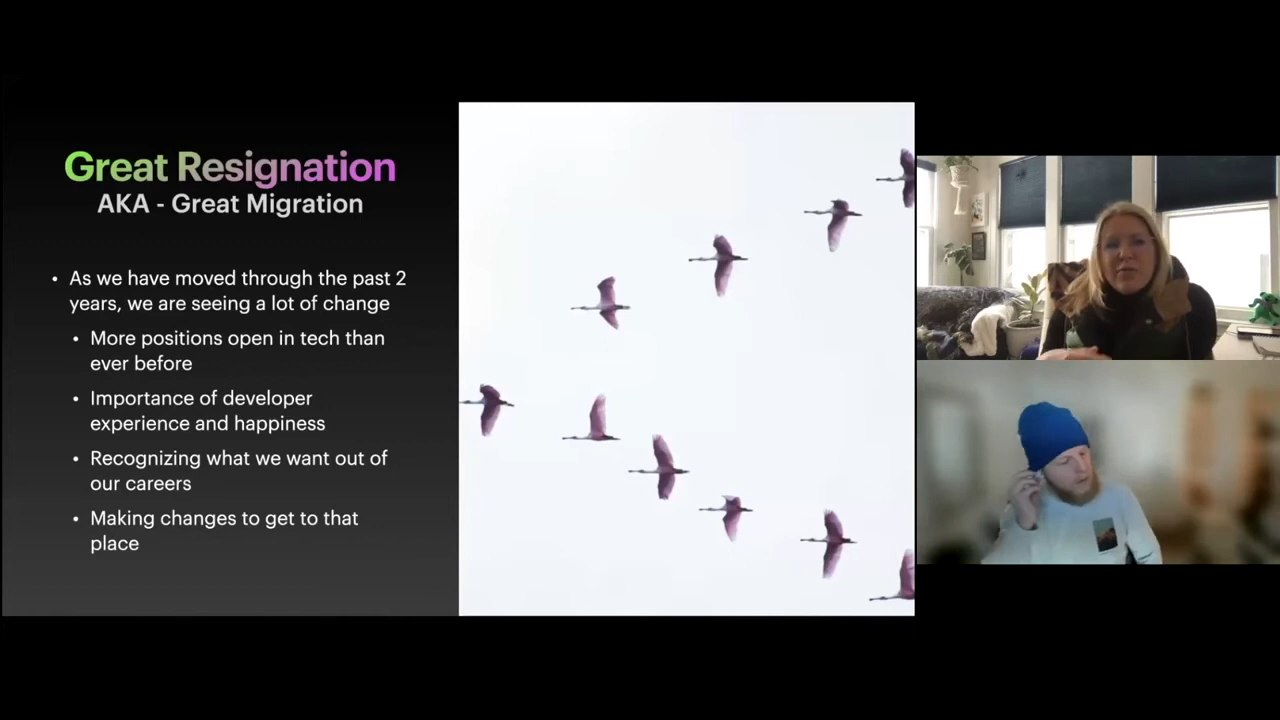 Great Resignation
AKA - Great Migration
• As we have moved through the past 2
years, we are seeing a lot of change
• More positions open in tech than
ever before
• Importance of developer
experience and happiness
• Recognizing what we want out of
our careers
• Making changes to get to that
place